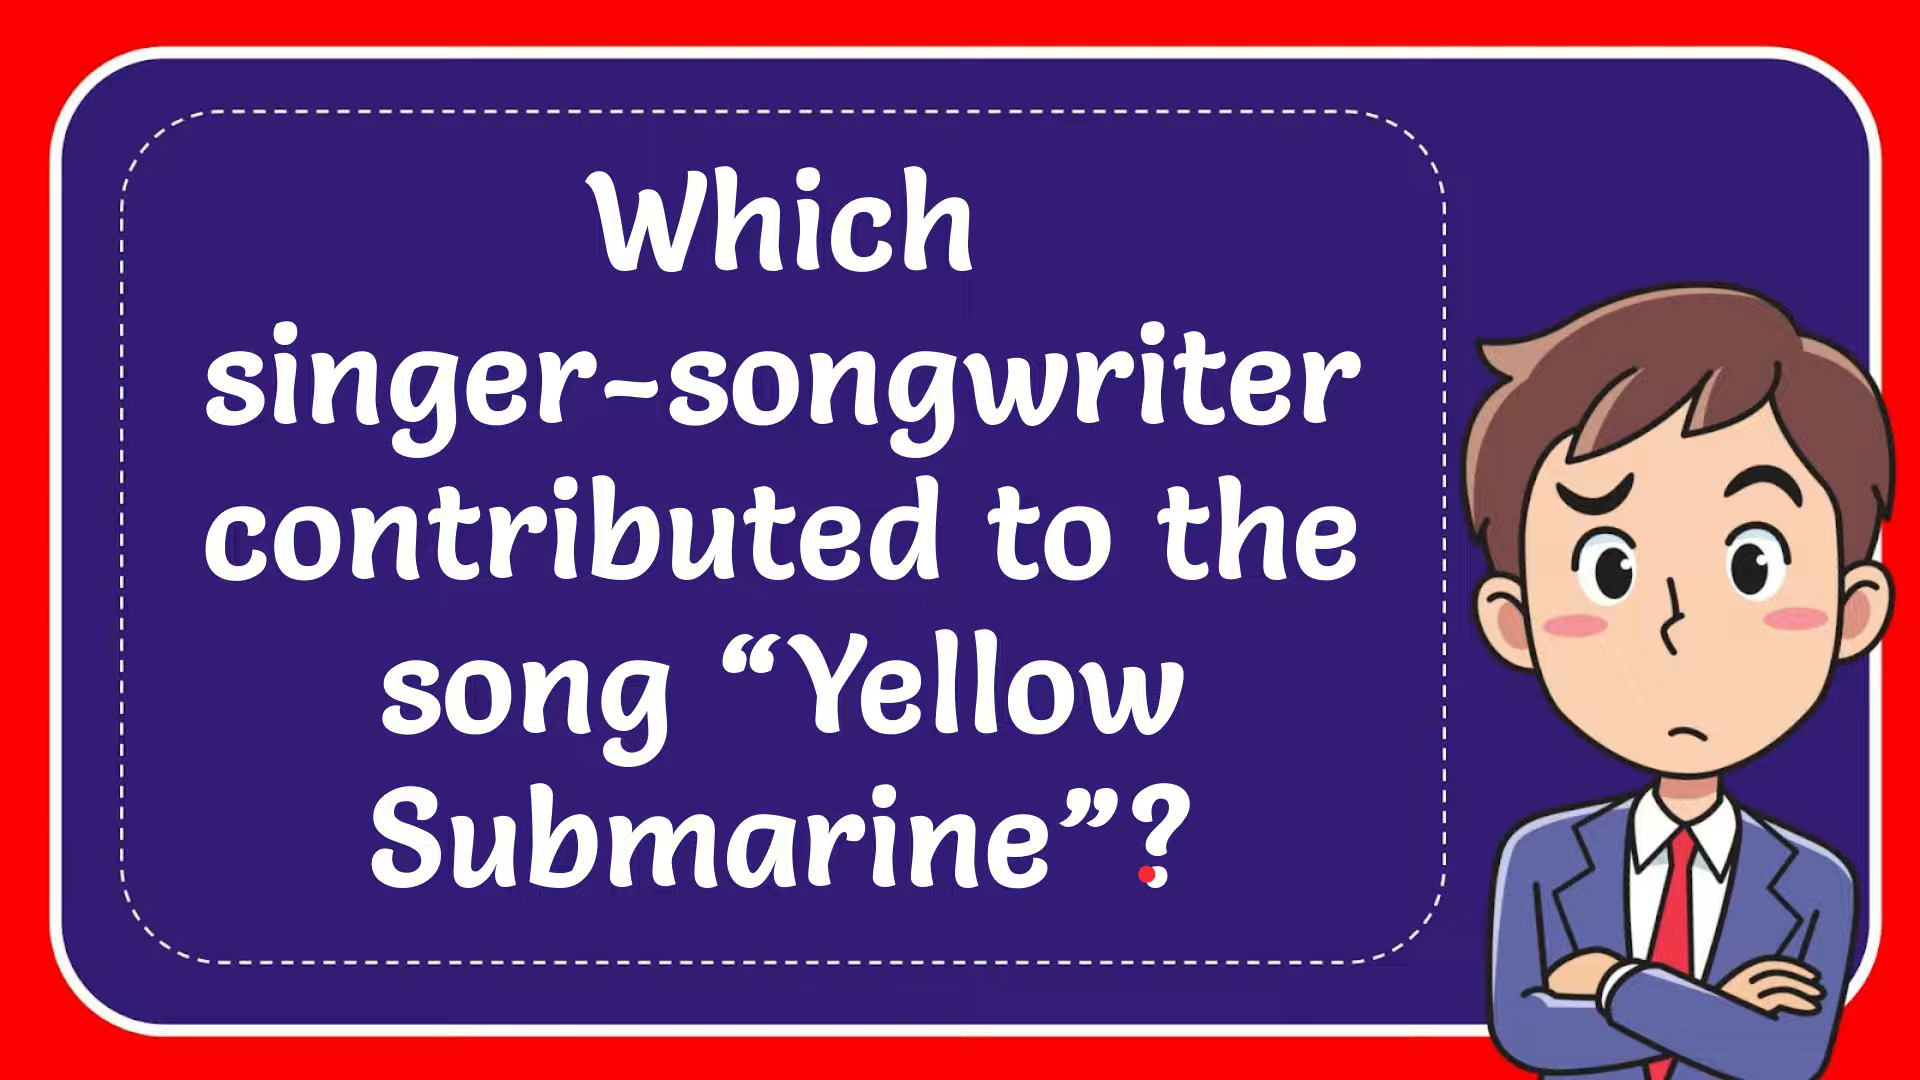 Which
singer-songwriter
contributed to the
song “Yellow
Submarine”?